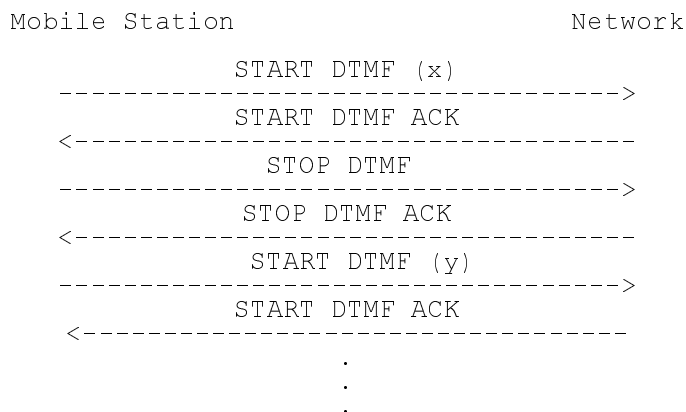 Mobile Station Network
START DTMF (x)
----------------------------------->
START DTMF ACK
<-----------------------------------
STOP DTMF
----------------------------------->
STOP DTMF ACK
<-----------------------------------
START DTMF (y)
----------------------------------->
START DTMF ACK
<----------------------------------
.
.
.